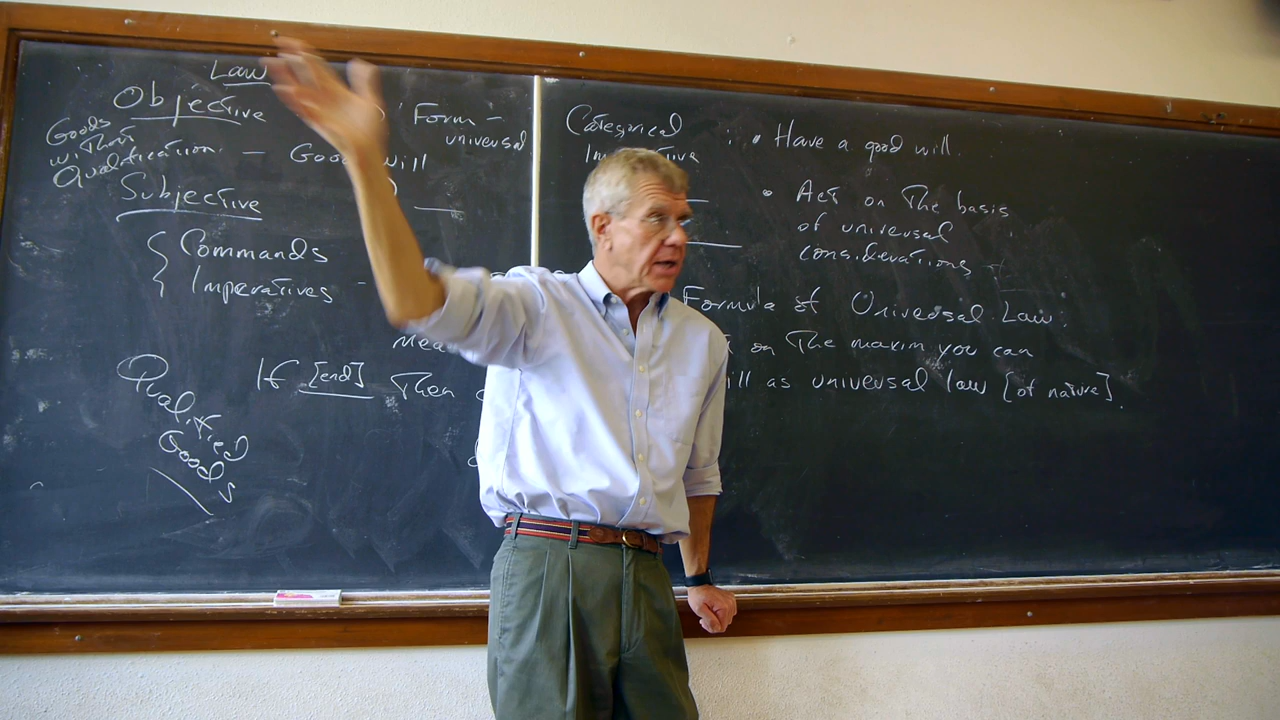 Law
Objective
Form -
universal
Goods
without
Qualification - Good will
Subjective
Commands
Imperatives -
If [end] Then
Qualified
Goods
Categorical : • Have a good will.
• Act on the basis
of universal
considerations
Formula of Universal Law:
on the maxim you can
as universal law [of nature].